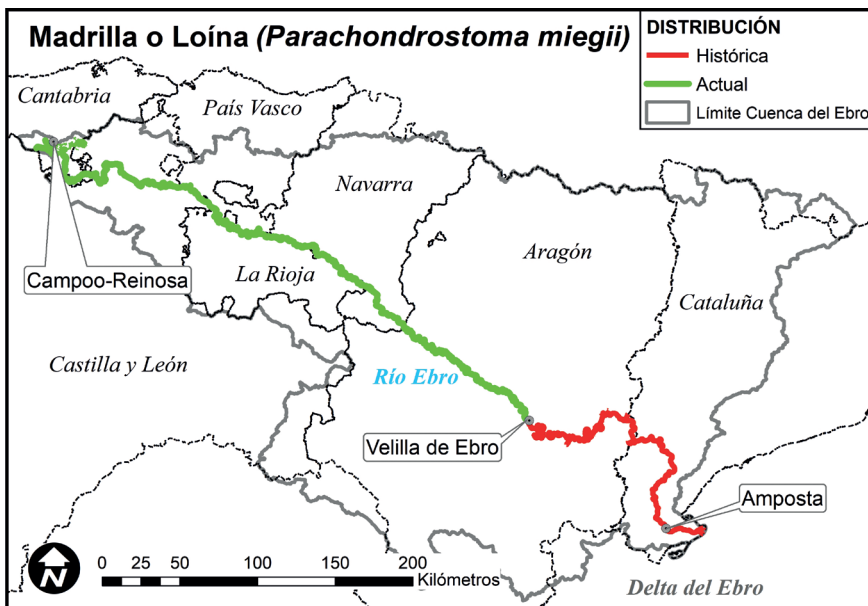 Madrilla o Loína (Parachondrostoma miegii)
DISTRIBUCIÓN
Histórica
Actual
Límite Cuenca del Ebro
Cantabria
País Vasco
Navarra
Aragón
Cataluña
Campoo-Reinosa
La Rioja
Castilla y León
Río Ebro
Velilla de Ebro
Amposta
N
0 25 50 100 150 200
Kilómetros
Delta del Ebro